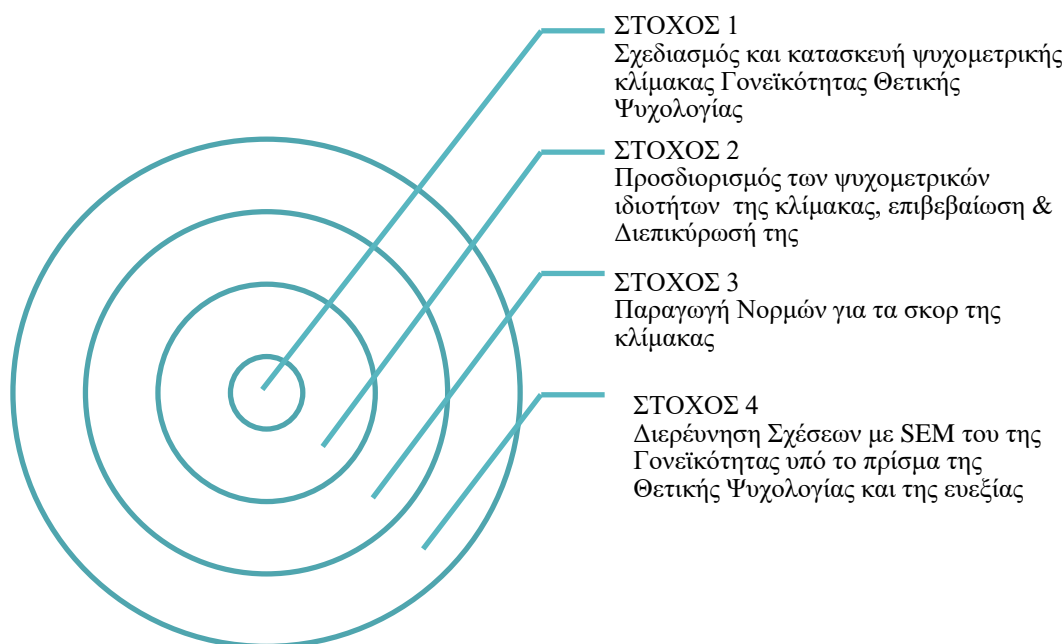 ΣΤΟΧΟΣ 1
Σχεδιασμός και κατασκευή ψυχομετρικής
κλίμακας Γονεϊκότητας Θετικής
Ψυχολογίας
ΣΤΟΧΟΣ 2
Προσδιορισμός των ψυχομετρικών
ιδιοτήτων της κλίμακας, επιβεβαίωση &
Διεπικύρωσή της
ΣΤΟΧΟΣ 3
Παραγωγή Νορμών για τα σκορ της
κλίμακας
ΣΤΟΧΟΣ 4
Διερέυνηση Σχέσεων με SEM του της
Γονεϊκότητας υπό το πρίσμα της
Θετικής Ψυχολογίας και της ευεξίας